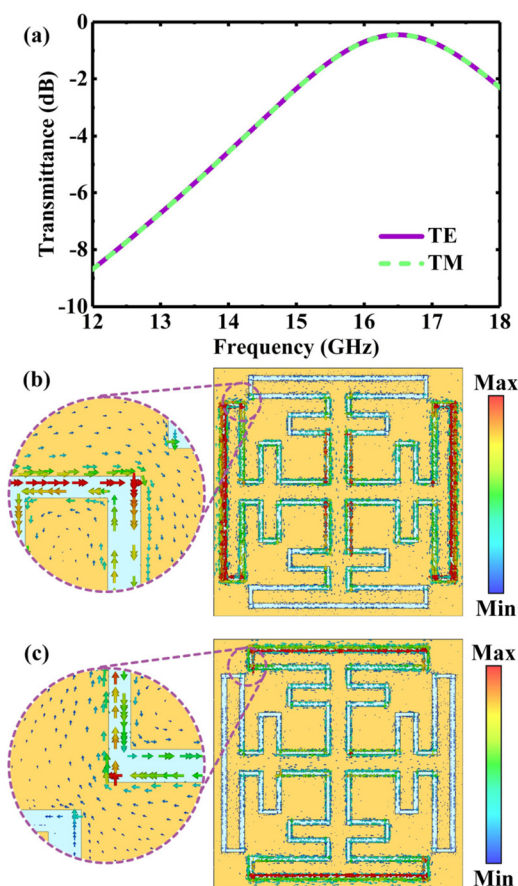 (a)
Transmittance (dB)
0
-2
-4
-6
-8
-10
TE
TM
12 13 14 15 16 17 18
Frequency (GHz)
(b)
Max
Min
(c)
Max
Min